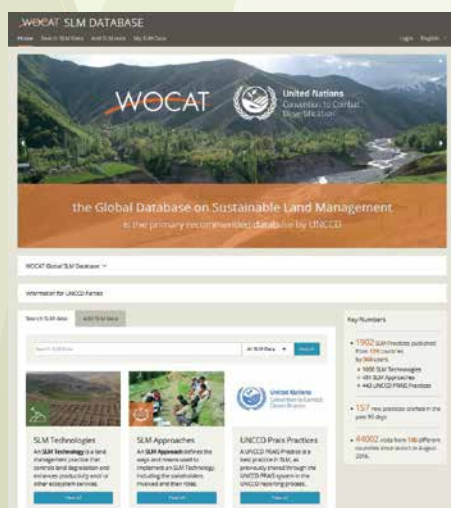 WOCAT SLM DATABASE
Home Search SLM Data Add SLM data My SLM Data Login English
WOCAT
United Nations
Convention to Combat
Desertification
the Global Database on Sustainable Land Management
is the primary recommended database by UNCCD
WOCAT Global SLM Database
Information for UNCCD Parties
Search SLM data Add SLM data
Search SLM data All SLM Data Search
United Nations
Convention to Combat
Desertification
SLM Technologies
An SLM Technology is a land
management practice that
controls land degradation and
enhances productivity and/ or
other ecosystem services.
View all
SLM Approaches
An SLM Approach defines the
ways and means used to
implement an SLM Technology,
including the stakeholders
involved and their roles.
View all
UNCCD Prais Practices
A UNCCD PRAIS Practice is a
best practice in SLM, as
previously shared through the
UNCCD PRAIS system in the
UNCCD reporting process.
View all
Key Numbers
1902 SLM Practices published
from countries
by users
SLM Technologies
SLM Approaches
UNCCD PRAIS Practices
157 new practices drafted in the
past 90 days
44002 visits from different
countries since launch in August
2016.